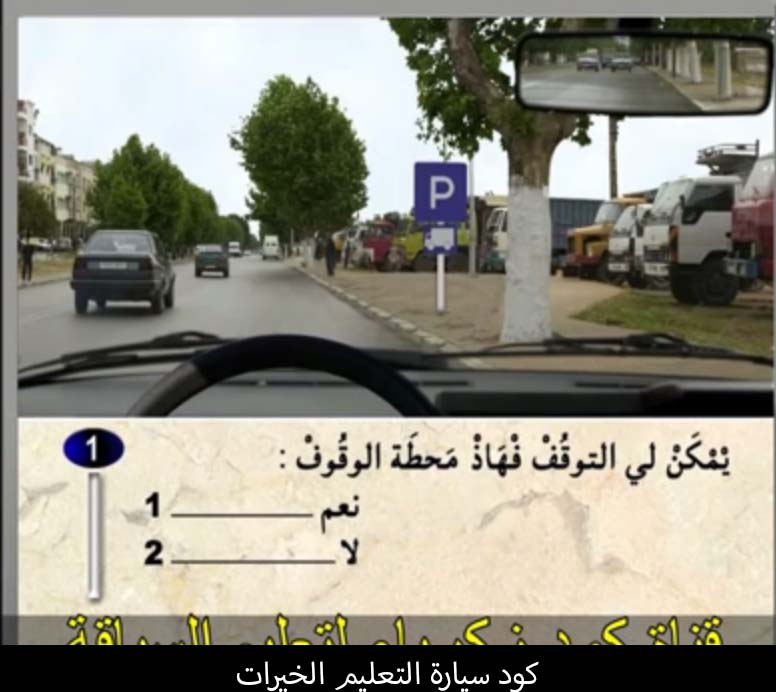 P
1
يْمْكَنْ لي التوقُفْ فْهَاذْ مَحطَة الوقُوفْ :
نعم 1
لا 2
كود سيارة التعليم الخيرات